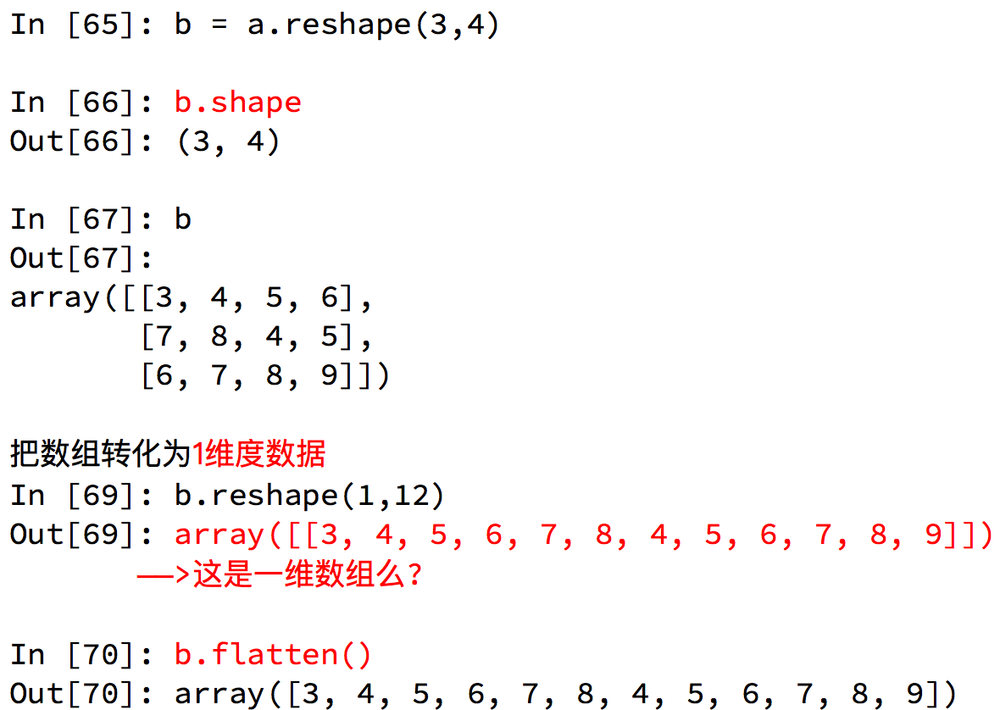 In [65]: b = a.reshape(3,4)
In [66]: b.shape
Out[66]: (3, 4)
In [67]: b
Out[67]:
array([[3, 4, 5, 6],
[7, 8, 4, 5],
[6, 7, 8, 9]])
把数组转化为1维度数据
In [69]: b.reshape(1,12)
Out[69]: array([[3, 4, 5, 6, 7, 8, 4, 5, 6, 7, 8, 9]])
——>这是一维数组么？
In [70]: b.flatten()
Out[70]: array([3, 4, 5, 6, 7, 8, 4, 5, 6, 7, 8, 9])